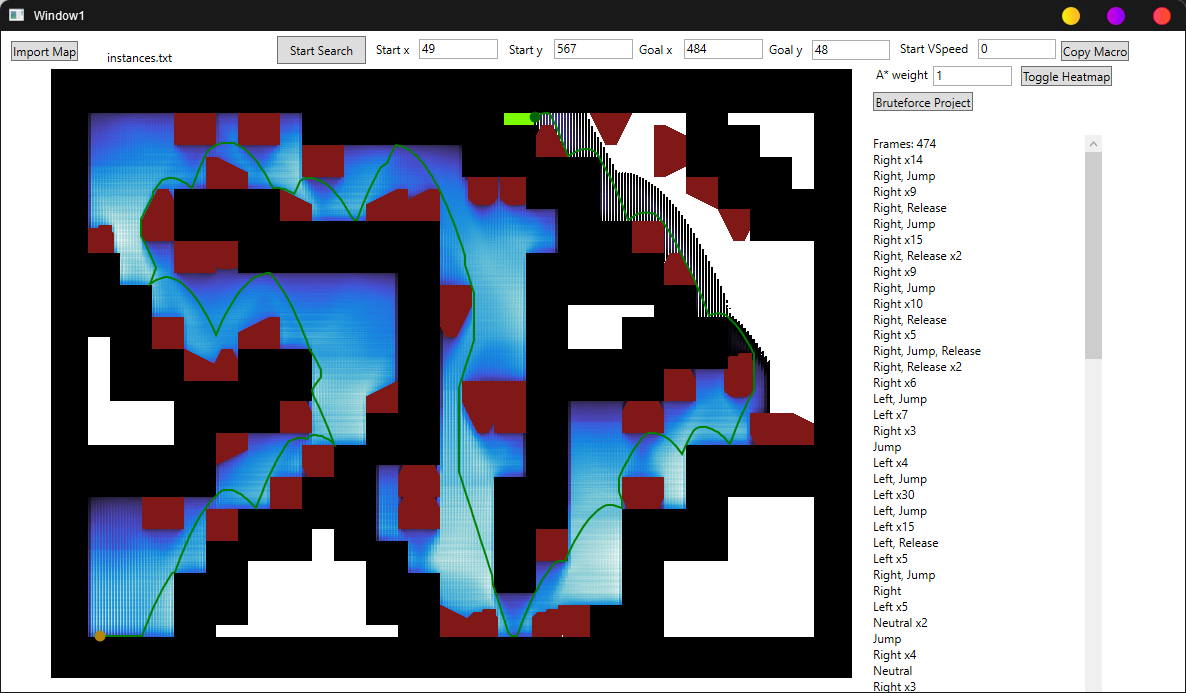 Window1
Import Map
instances.txt
Start Search
Start x 49
Start y 567
Goal x 484
Goal y 48
Start VSpeed 0
Copy Macro
A* weight 1
Toggle Heatmap
Bruteforce Project
Frames: 474
Right x14
Right, Jump
Right x9
Right, Release
Right, Jump
Right x15
Right, Release x2
Right x9
Right, Jump
Right x10
Right, Release
Right x5
Right, Jump, Release
Right, Release x2
Right x6
Left, Jump
Left x7
Right x3
Jump
Left x4
Left, Jump
Left x30
Left, Jump
Left x15
Left, Release
Left x5
Right, Jump
Right
Left x5
Neutral x2
Jump
Right x4
Neutral
Right x3